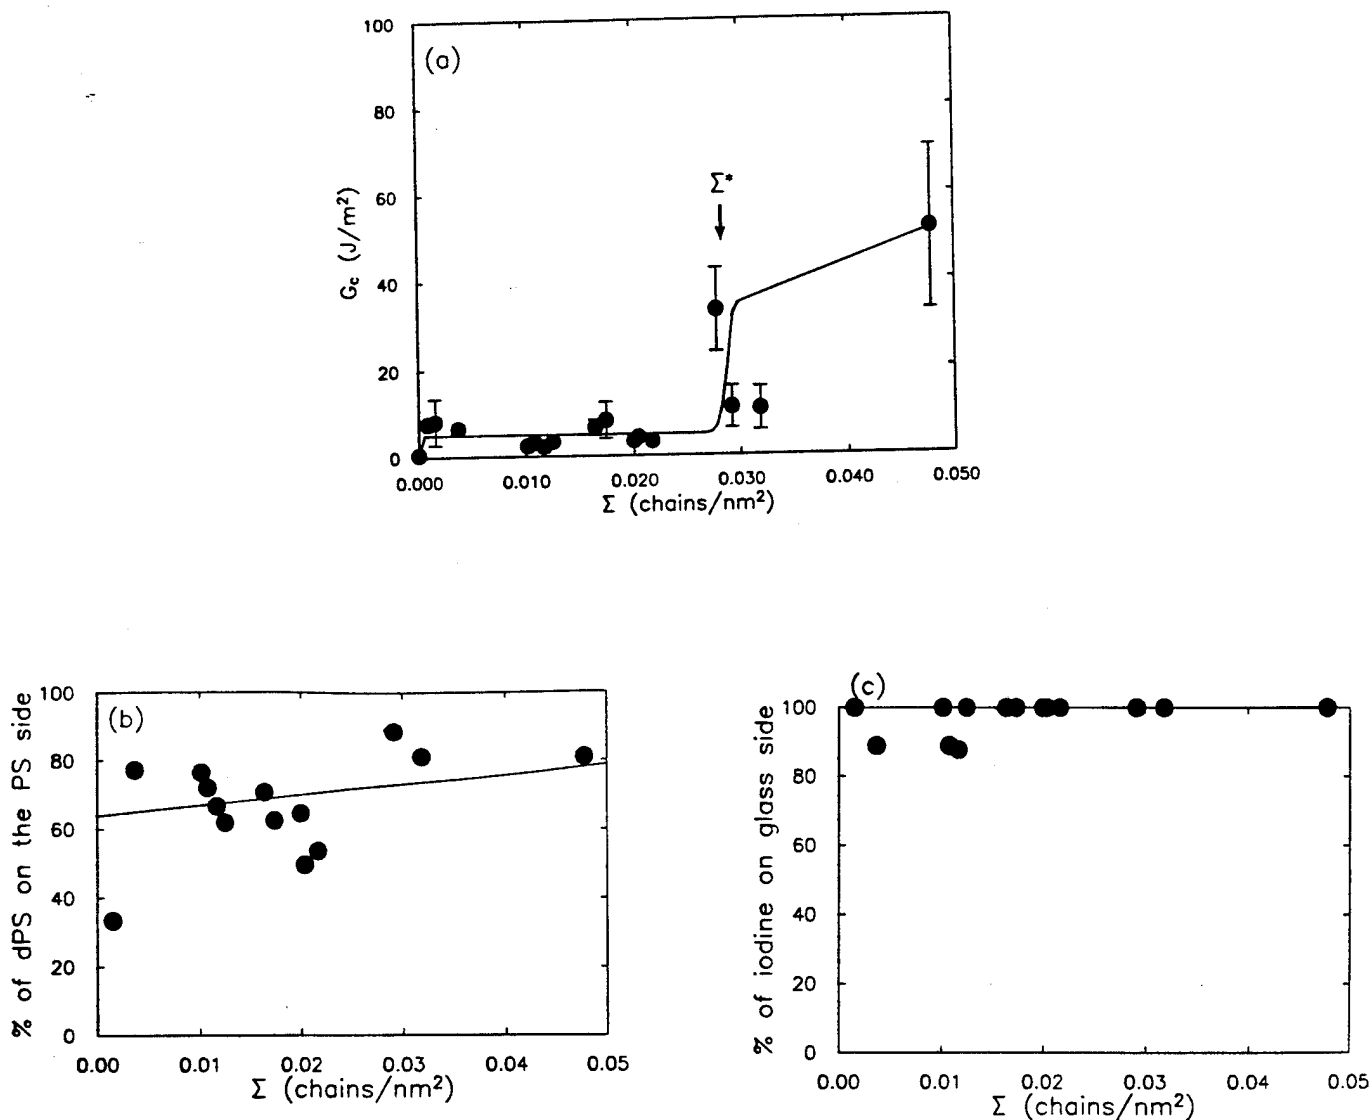 100
(a)
80
Σ*
60
G_c (J/m²)
40
20
0
0.000 0.010 0.020 0.030 0.040 0.050
Σ (chains/nm²)
100
(b)
80
60
40
20
0
% of dPS on the PS side
0.00 0.01 0.02 0.03 0.04 0.05
Σ (chains/nm²)
(c)
100
80
60
40
20
0
% of iodine on glass side
0.00 0.01 0.02 0.03 0.04 0.05
Σ (chains/nm²)